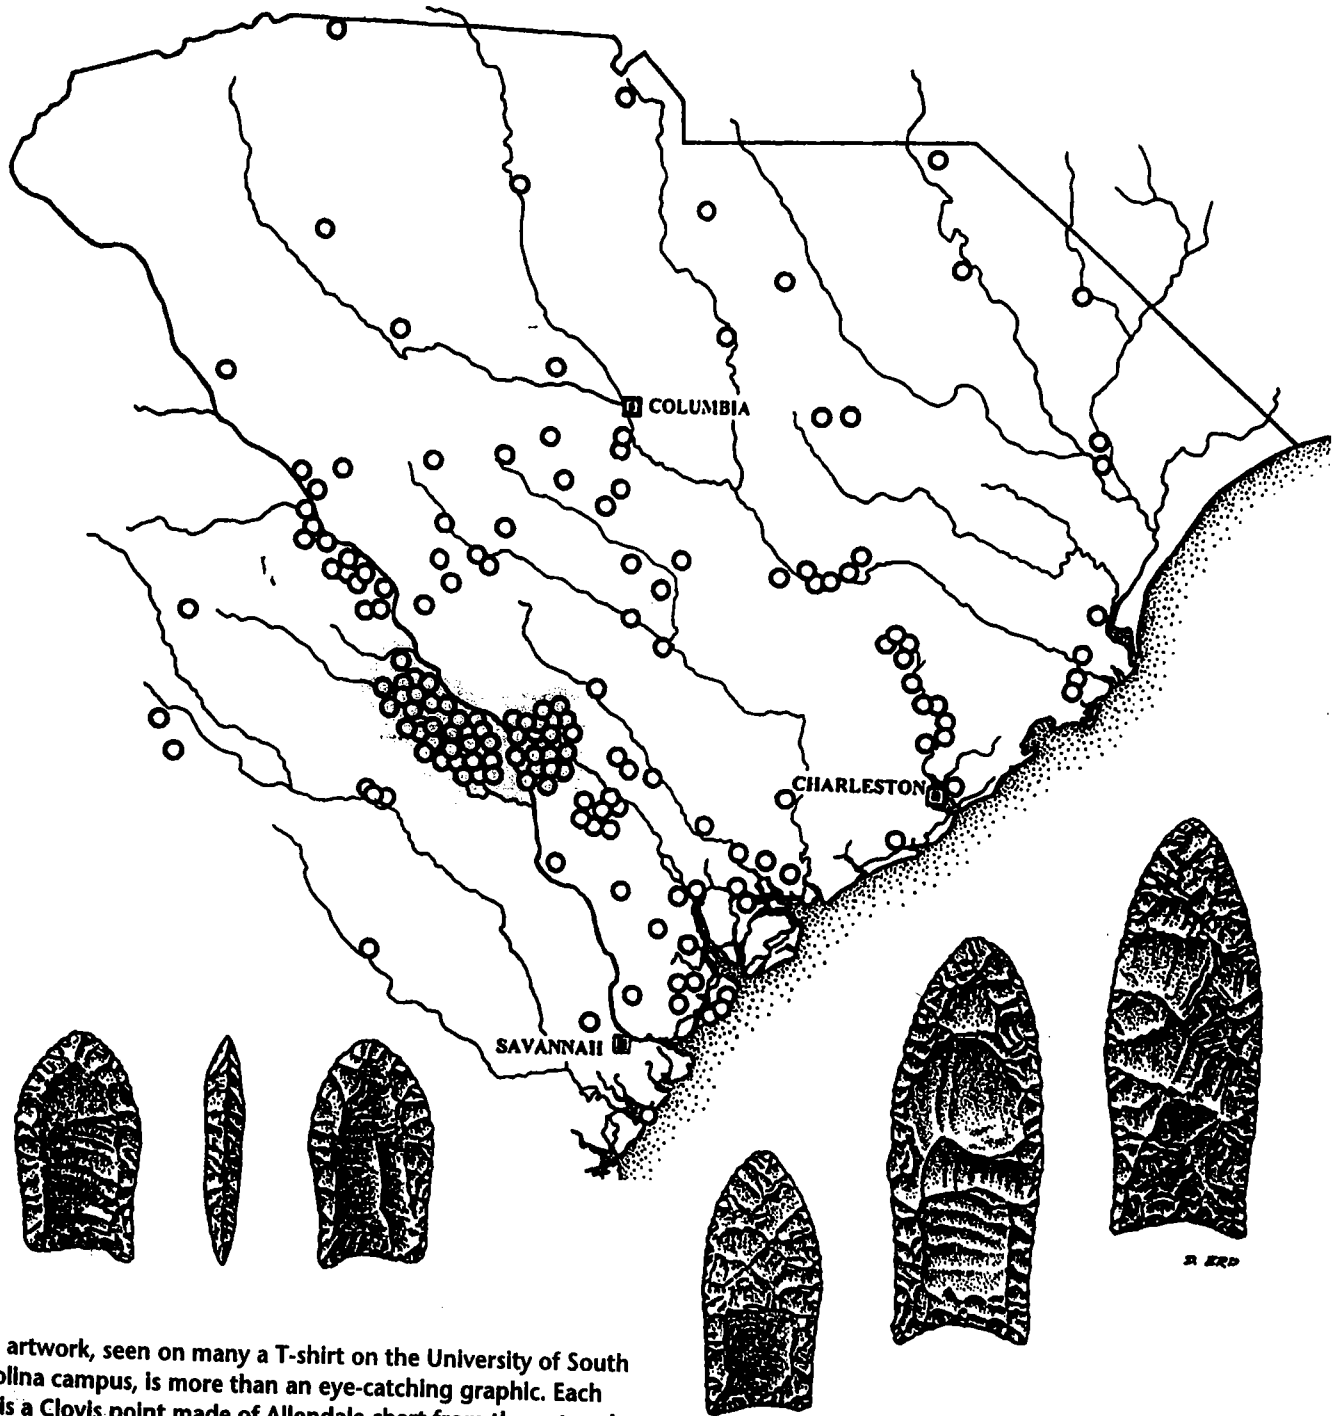 COLUMBIA
CHARLESTON
SAVANNAH
D. ERD
artwork, seen on many a T-shirt on the University of South
olina campus, is more than an eye-catching graphic. Each
is a Clovis point made of Allendale chert from the